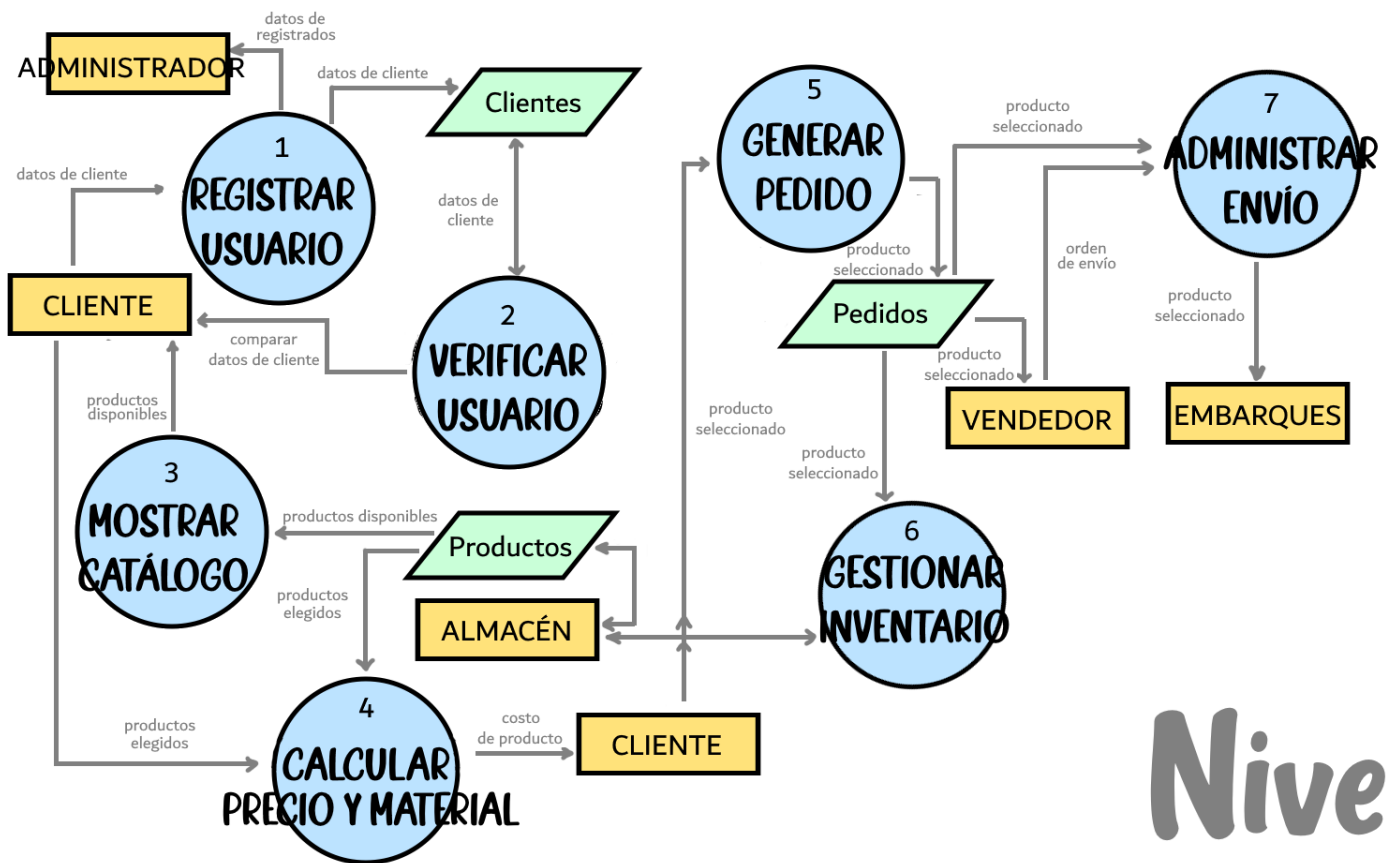 datos de
registrados
ADMINISTRADOR
datos de cliente
Clientes
1
REGISTRAR
USUARIO
datos de cliente
datos de
cliente
CLIENTE
comparar
datos de cliente
2
VERIFICAR
USUARIO
productos
disponibles
3
MOSTRAR
CATÁLOGO
productos disponibles
Productos
productos
elegidos
ALMACÉN
productos
elegidos
4
CALCULAR
PRECIO Y MATERIAL
costo
de producto
CLIENTE
producto
seleccionado
5
GENERAR
PEDIDO
producto
seleccionado
Pedidos
producto
seleccionado
7
ADMINISTRAR
ENVÍO
orden
de envío
producto
seleccionado
producto
seleccionado
VENDEDOR
EMBARQUES
producto
seleccionado
6
GESTIONAR
INVENTARIO
Nive